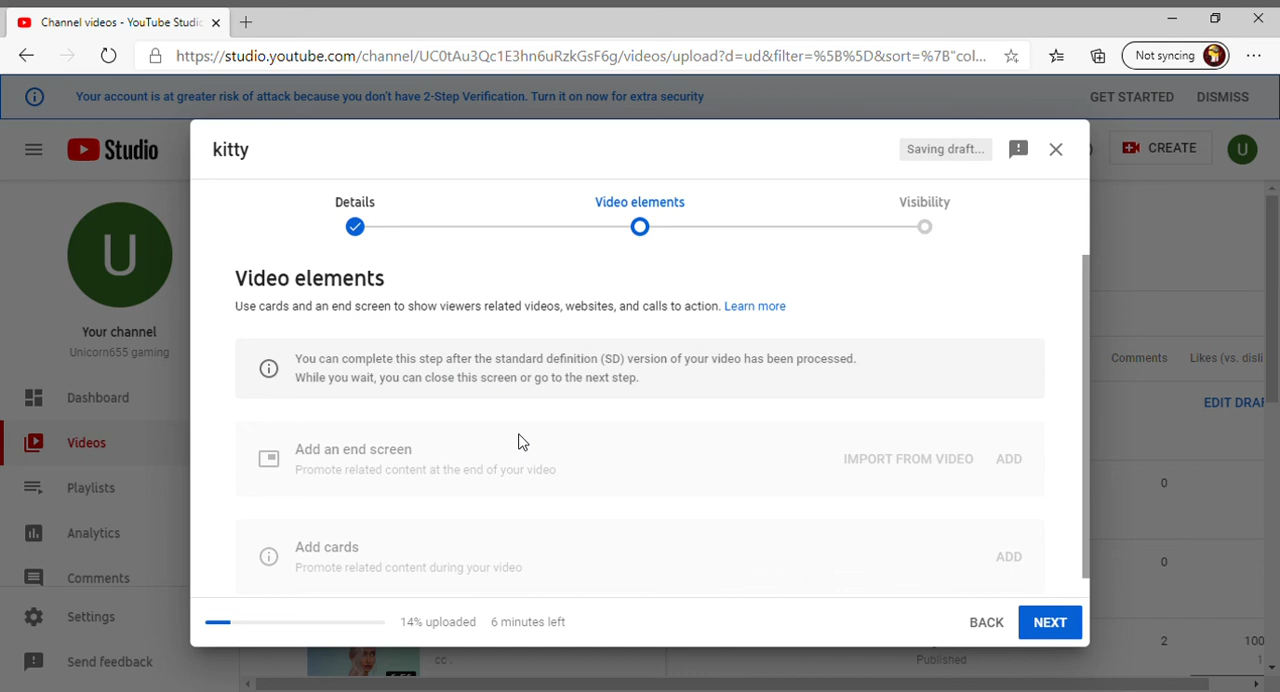 Channel videos - YouTube Studio
Not syncing
https://studio.youtube.com/channel/UC0tAu3Qc1E3hn6uRzkGsF6g/videos/upload?d=ud&filter=%5B%5D&sort=%7B"col...
Your account is at greater risk of attack because you don't have 2-Step Verification. Turn it on now for extra security
GET STARTED
DISMISS
Studio
CREATE
U
U
Your channel
Unicorn655 gaming
Dashboard
Videos
Playlists
Analytics
Comments
Settings
Send feedback
kitty
Saving draft...
Details
Video elements
Visibility
Video elements
Use cards and an end screen to show viewers related videos, websites, and calls to action. Learn more
You can complete this step after the standard definition (SD) version of your video has been processed.
While you wait, you can close this screen or go to the next step.
Add an end screen
Promote related content at the end of your video
IMPORT FROM VIDEO
ADD
Add cards
Promote related content during your video
ADD
14% uploaded
6 minutes left
BACK
NEXT
Comments
Likes (vs. disli
EDIT DRAF
0
0
2
100
1
cc .
Published